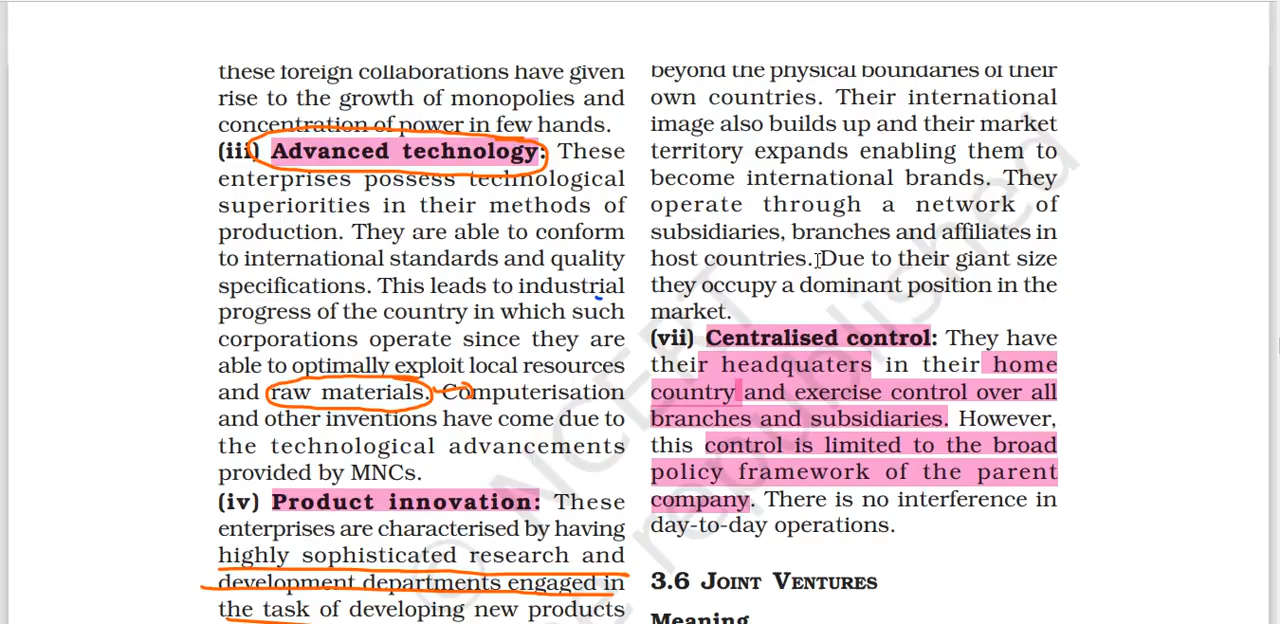 these foreign collaborations have given
rise to the growth of monopolies and
concentration of power in few hands.
(iii) Advanced technology: These
enterprises possess technological
superiorities in their methods of
production. They are able to conform
to international standards and quality
specifications. This leads to industrial
progress of the country in which such
corporations operate since they are
able to optimally exploit local resources
and raw materials. Computerisation
and other inventions have come due to
the technological advancements
provided by MNCs.
(iv) Product innovation: These
enterprises are characterised by having
highly sophisticated research and
development departments engaged in
the task of developing new products
beyond the physical boundaries of their
own countries. Their international
image also builds up and their market
territory expands enabling them to
become international brands. They
operate through a network of
subsidiaries, branches and affiliates in
host countries. Due to their giant size
they occupy a dominant position in the
market.
(vii) Centralised control: They have
their headquaters in their home
country and exercise control over all
branches and subsidiaries. However,
this control is limited to the broad
policy framework of the parent
company. There is no interference in
day-to-day operations.
3.6 JOINT VENTURES
Meaning
© NCERT
republished